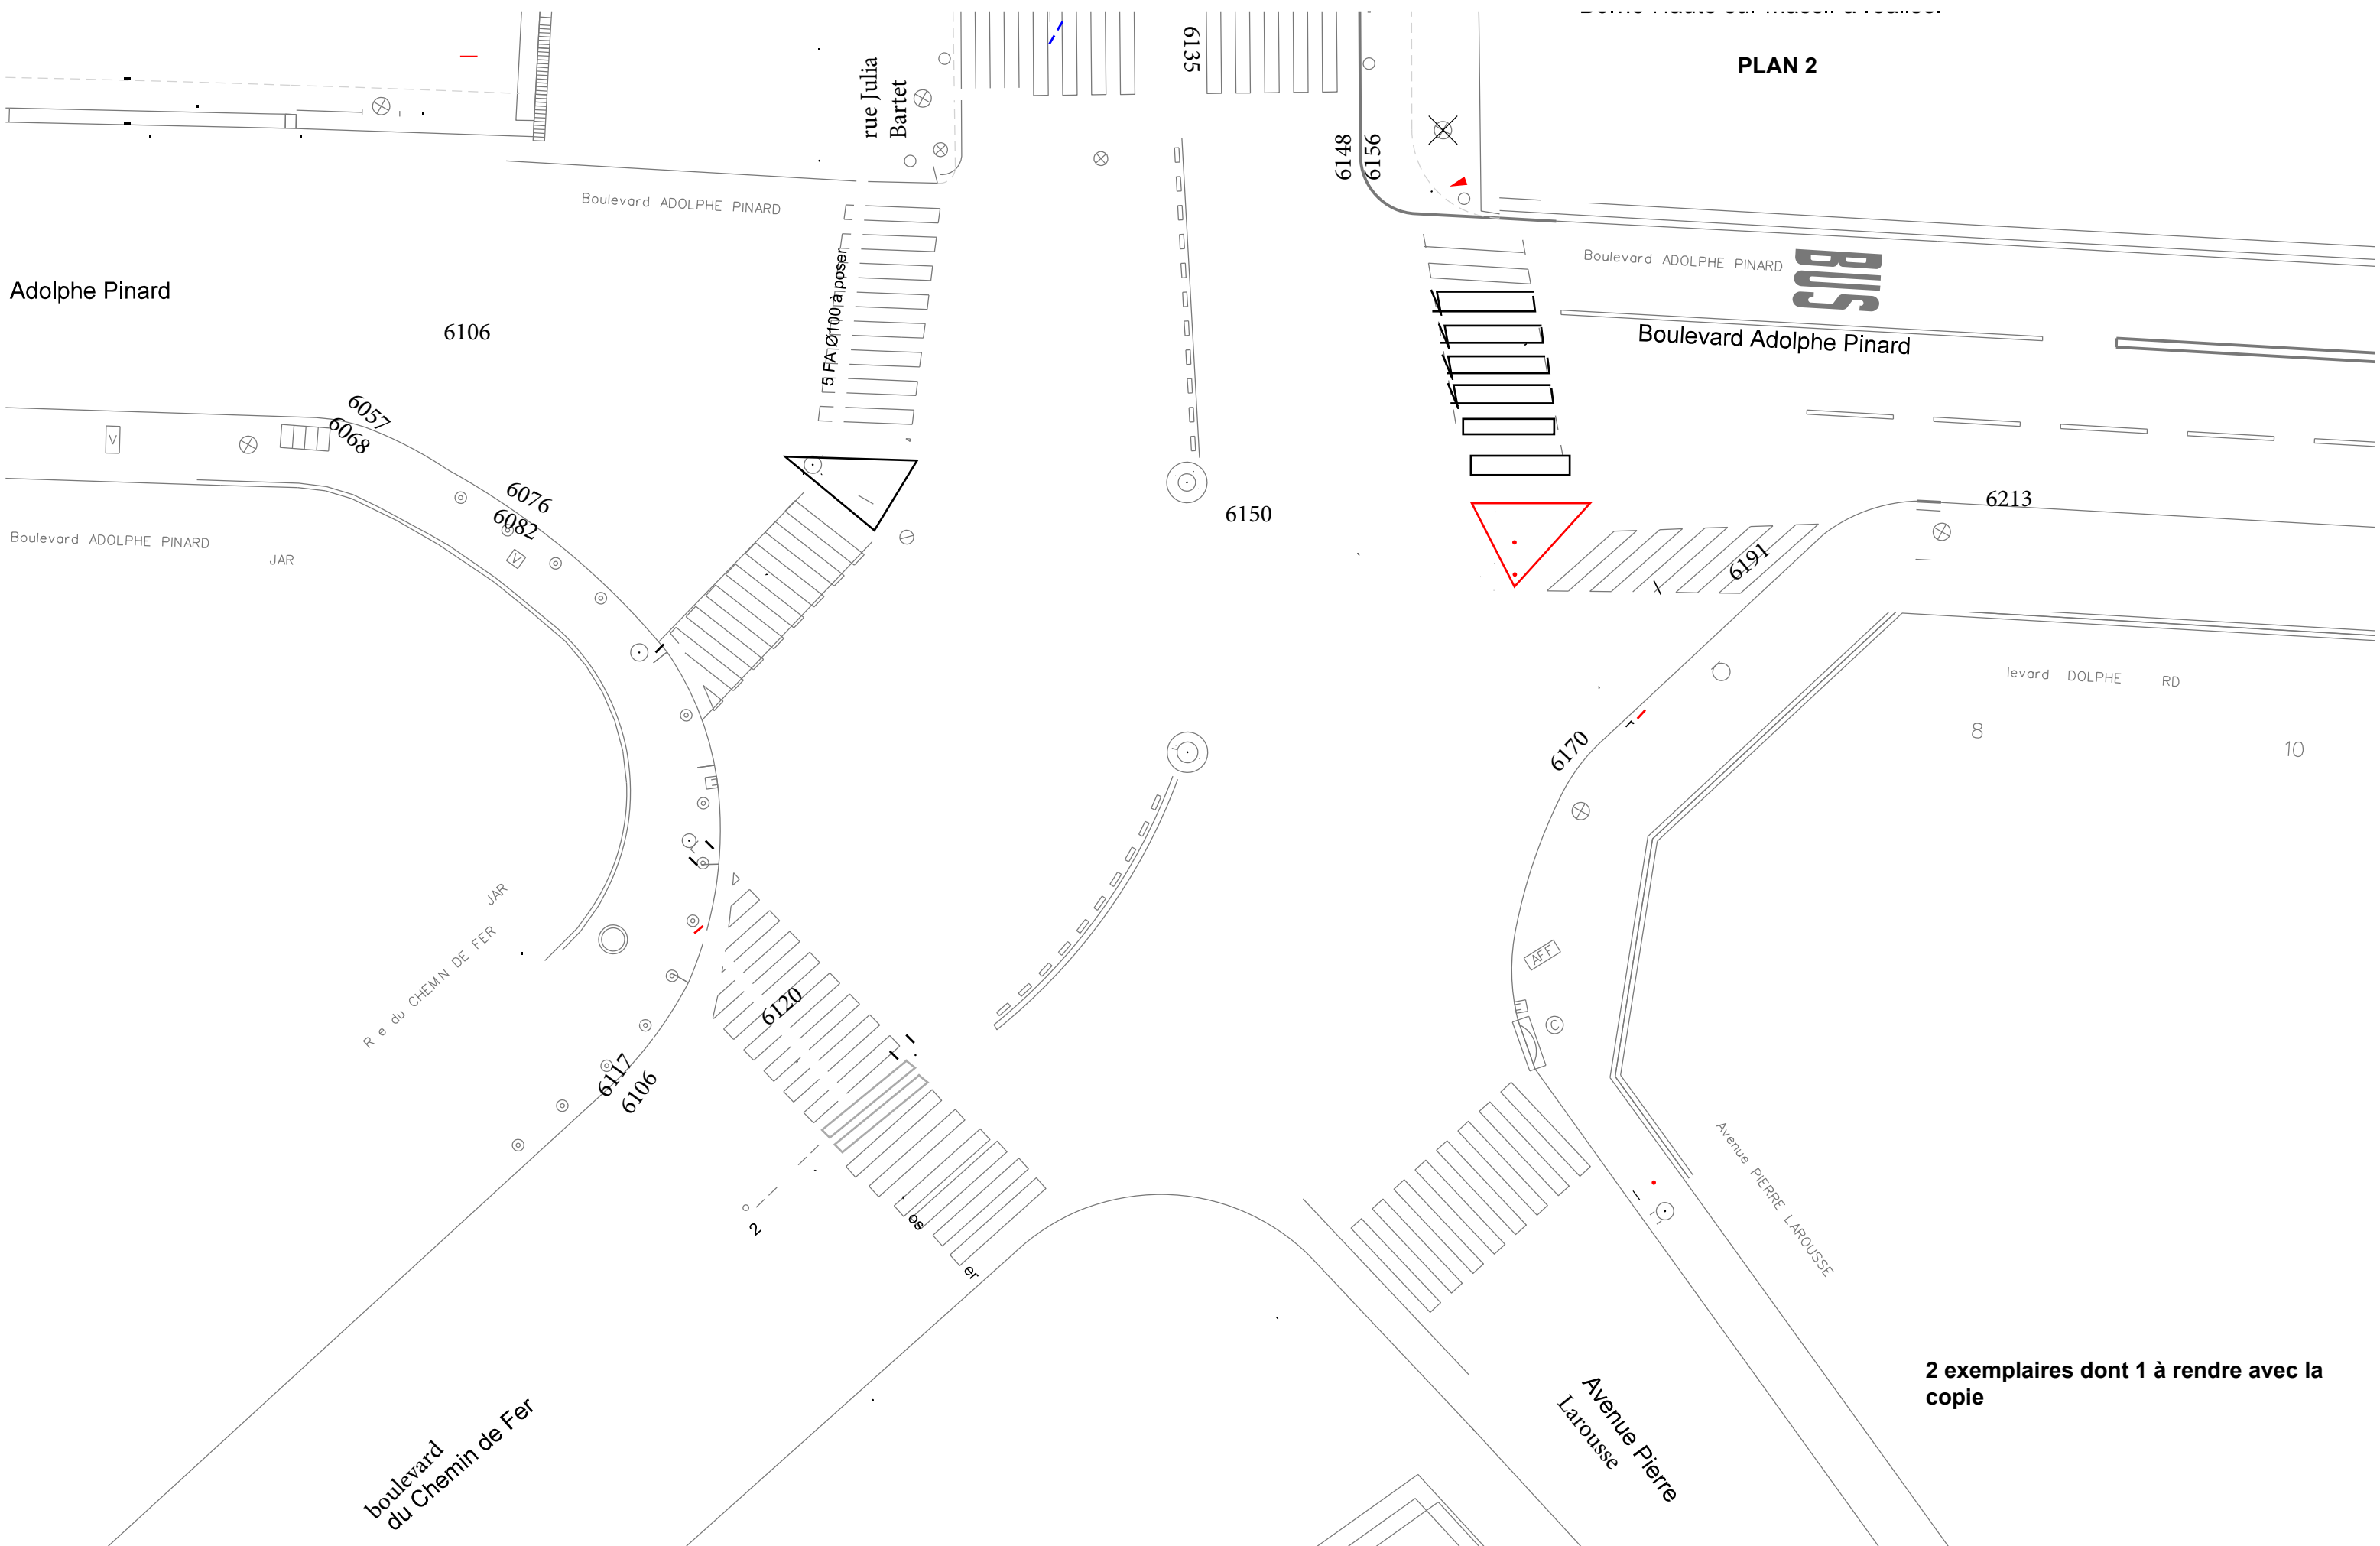 PLAN 2
6135
rue Julia
Bartet
6148
6156
Boulevard ADOLPHE PINARD
Boulevard ADOLPHE PINARD
BUS
Adolphe Pinard
6106
5 FA Ø100 à poser
Boulevard Adolphe Pinard
6057
6068
V
6076
6082
V
6150
6213
6191
Boulevard ADOLPHE PINARD
JAR
levard DOLPHE RD
8
10
6170
JAR
R e du CHEMIN DE FER
AFF
C
6120
6117
6106
2
os
er
Avenue PIERRE LAROUSSE
2 exemplaires dont 1 à rendre avec la
copie
boulevard
du Chemin de Fer
Avenue Pierre
Larousse